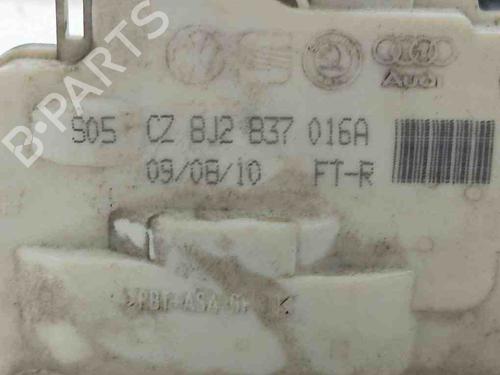 B-PARTS
Audi
S05 CZ 8J2 837 016A
09/08/10 FT-R